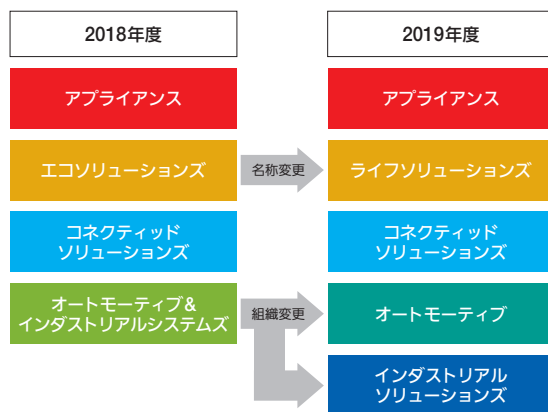 2018年度
2019年度
アプライアンス
アプライアンス
エコソリューションズ
名称変更
ライフソリューションズ
コネクティッド
ソリューションズ
コネクティッド
ソリューションズ
オートモーティブ&
インダストリアルシステムズ
組織変更
オートモーティブ
インダストリアル
ソリューションズ